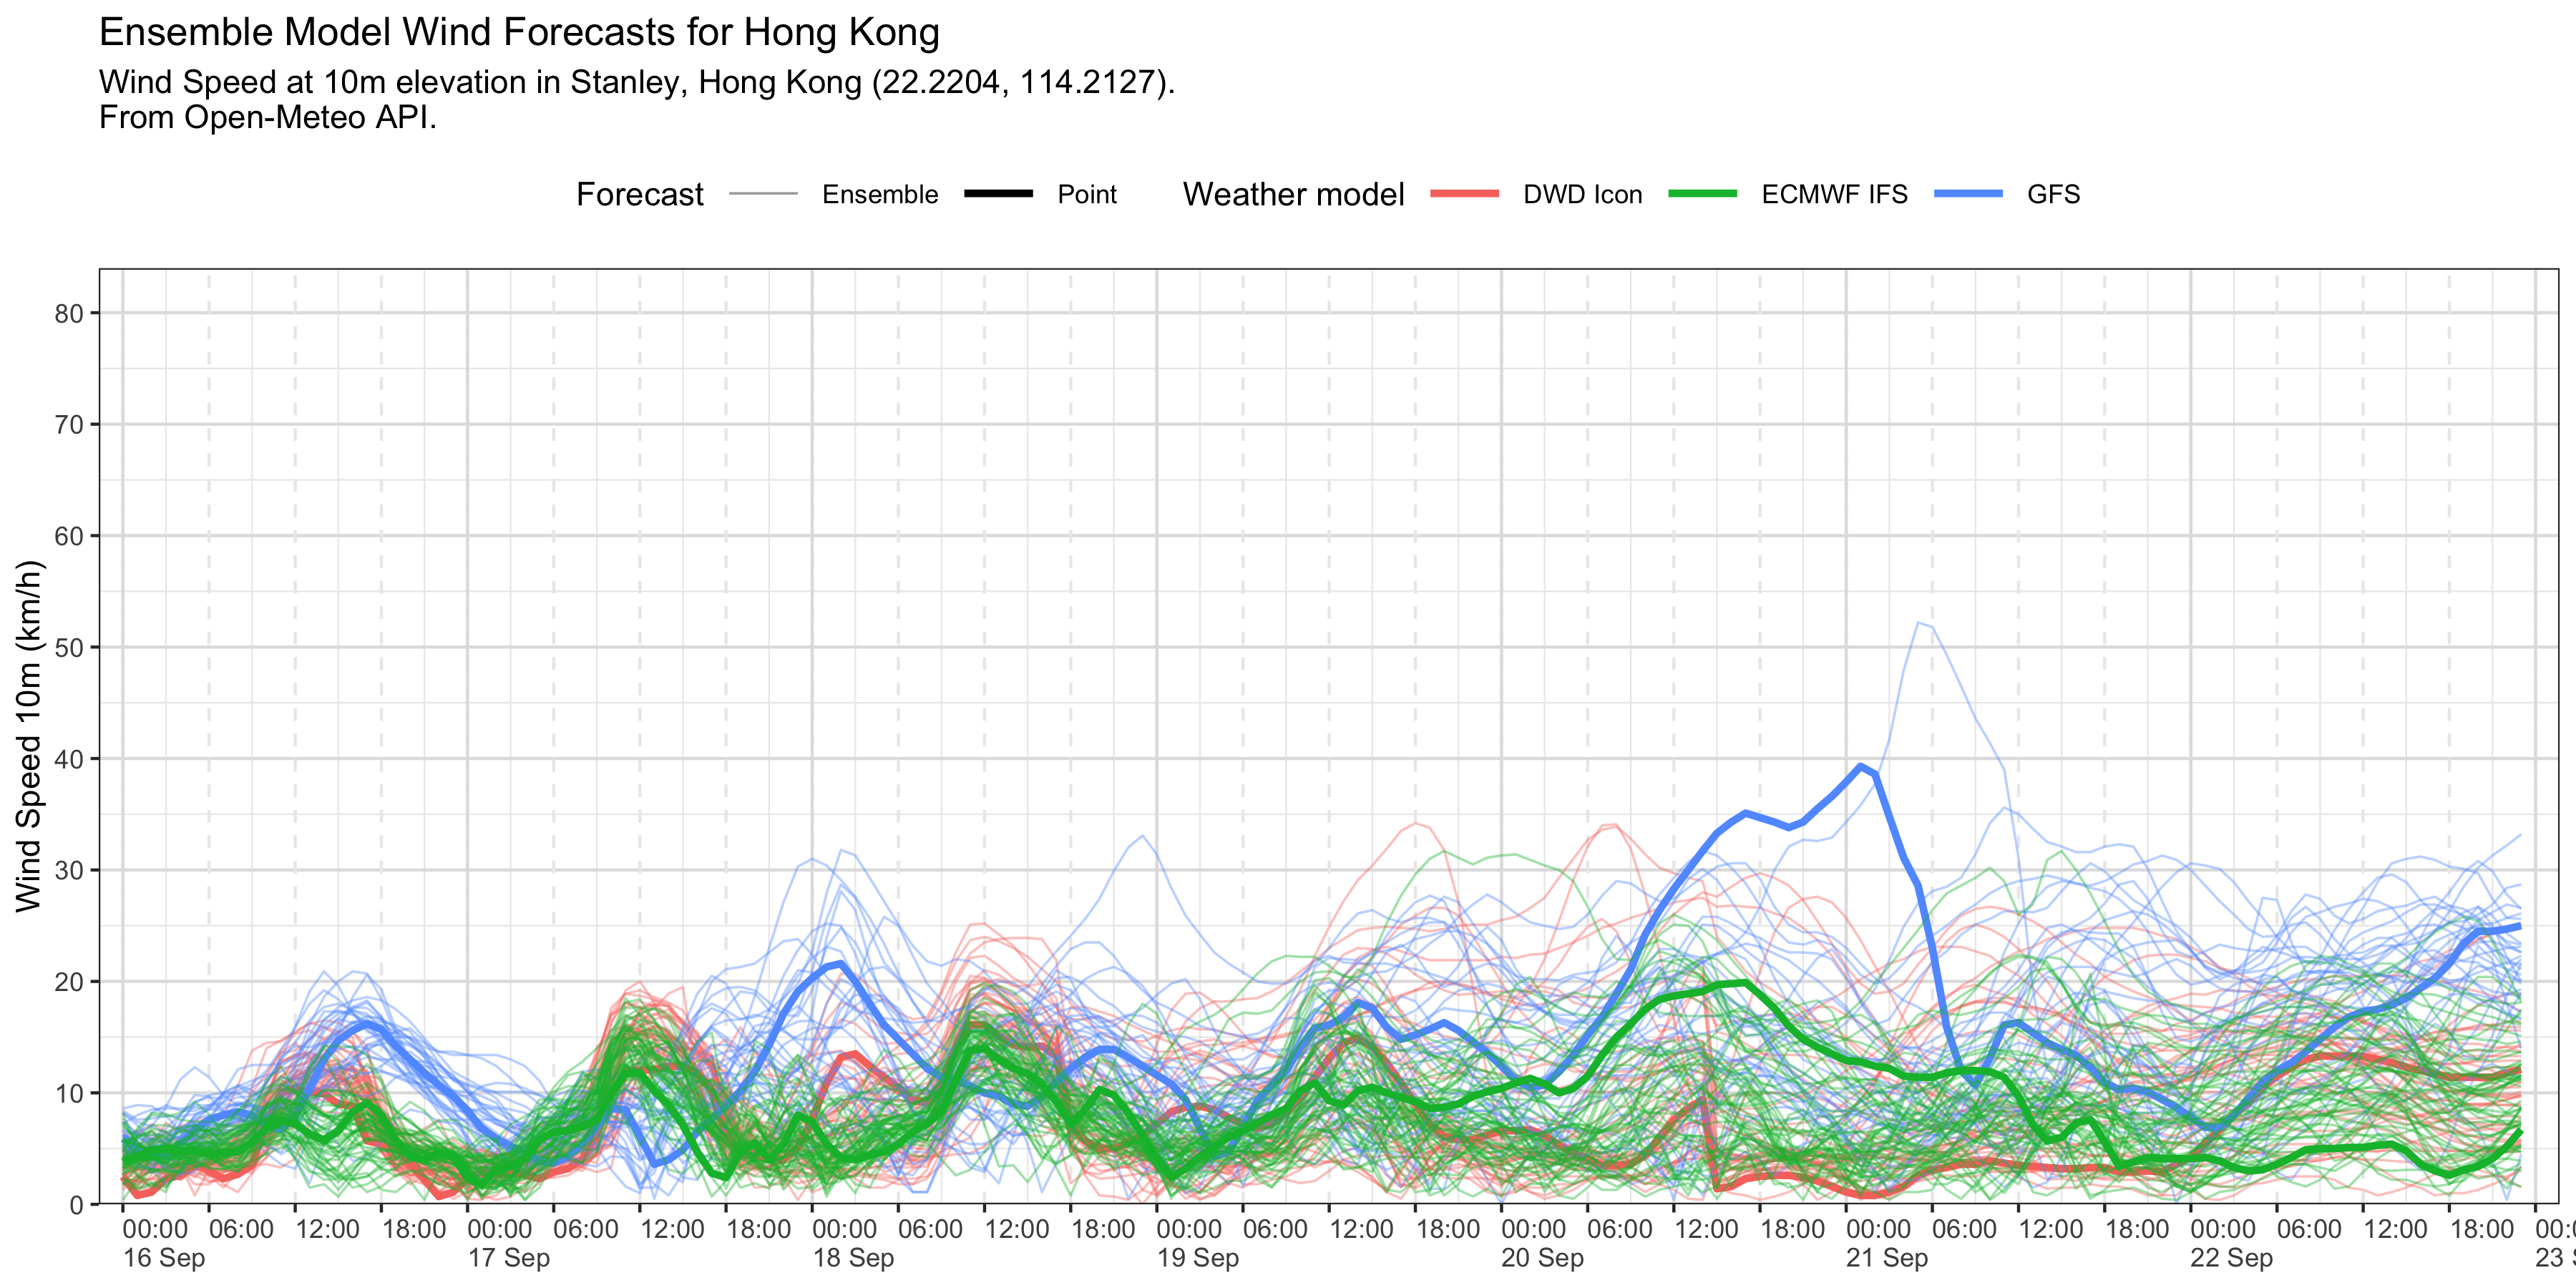 Ensemble Model Wind Forecasts for Hong Kong
Wind Speed at 10m elevation in Stanley, Hong Kong (22.2204, 114.2127).
From Open-Meteo API.
Forecast Ensemble Point Weather model DWD Icon ECMWF IFS GFS
Wind Speed 10m (km/h)
80
70
60
50
40
30
20
10
0
00:00 06:00 12:00 18:00 00:00 06:00 12:00 18:00 00:00 06:00 12:00 18:00 00:00 06:00 12:00 18:00 00:00 06:00 12:00 18:00 00:00 06:00 12:00 18:00 00:00 06:00 12:00 18:00
16 Sep 17 Sep 18 Sep 19 Sep 20 Sep 21 Sep 22 Sep 23